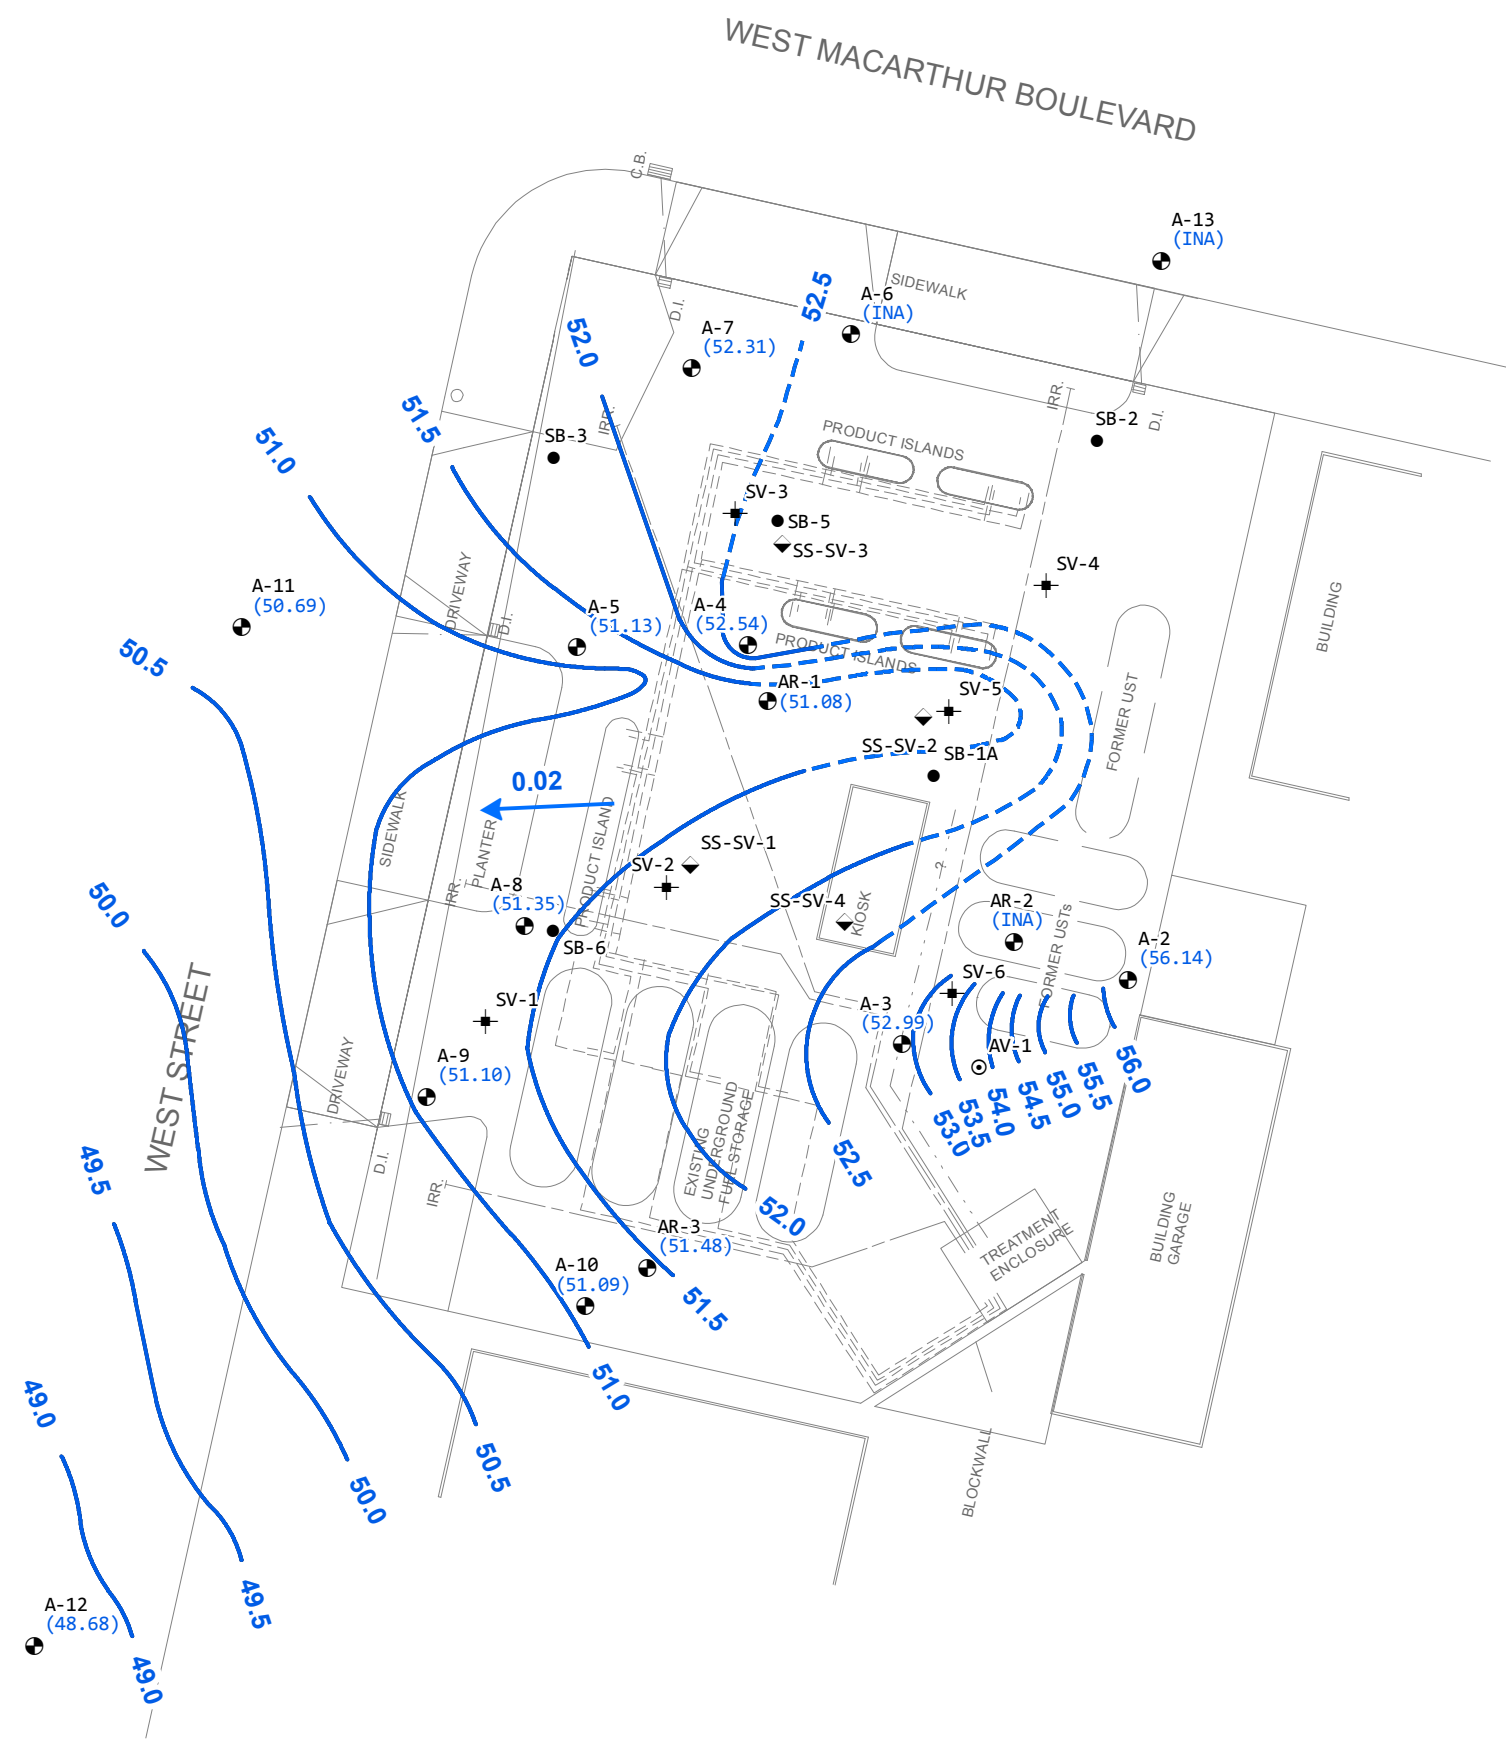 WEST MACARTHUR BOULEVARD
C.B.
A-13
(INA)
SIDEWALK
52.5
A-6
(INA)
D.I.
A-7
(52.31)
52.0
IRR.
D.I.
51.5
IRR.
SB-2
PRODUCT ISLANDS
SB-3
51.0
SV-3
SB-5
SS-SV-3
SV-4
DRIVEWAY
A-11
(50.69)
D.I.
A-5
(51.13)
A-4
(52.54)
PRODUCT ISLANDS
BUILDING
50.5
AR-1
(51.08)
SV-5
FORMER UST
SS-SV-2
SB-1A
0.02
SIDEWALK
PLANTER
PRODUCT ISLAND
SS-SV-1
SV-2
?
A-8
(51.35)
IRR.
50.0
SS-SV-4
KIOSK
AR-2
(INA)
SB-6
A-2
(56.14)
FORMER USTs
SV-6
SV-1
A-3
(52.99)
WEST STREET
DRIVEWAY
A-9
(51.10)
AV-1
53.0
53.5
54.0
54.5
55.0
55.5
56.0
EXISTING
UNDERGROUND
FUEL STORAGE
49.5
D.I.
52.5
IRR.
52.0
AR-3
(51.48)
TREATMENT
ENCLOSURE
BUILDING
GARAGE
A-10
(51.09)
51.5
51.0
49.0
50.5
50.0
BLOCKWALL
A-12
(48.68)
49.5
49.0